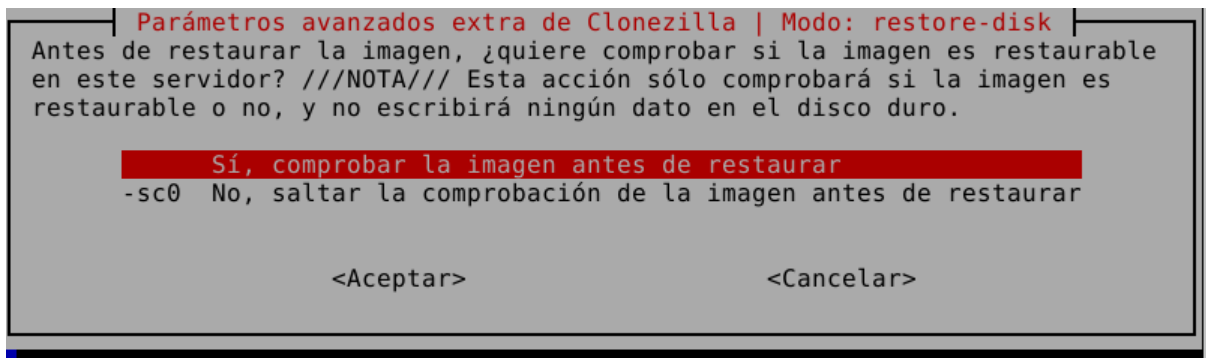 Parámetros avanzados extra de Clonezilla | Modo: restore-disk
Antes de restaurar la imagen, ¿quiere comprobar si la imagen es restaurable
en este servidor? ///NOTA/// Esta acción sólo comprobará si la imagen es
restaurable o no, y no escribirá ningún dato en el disco duro.
Sí, comprobar la imagen antes de restaurar
-sc0 No, saltar la comprobación de la imagen antes de restaurar
<Aceptar> <Cancelar>